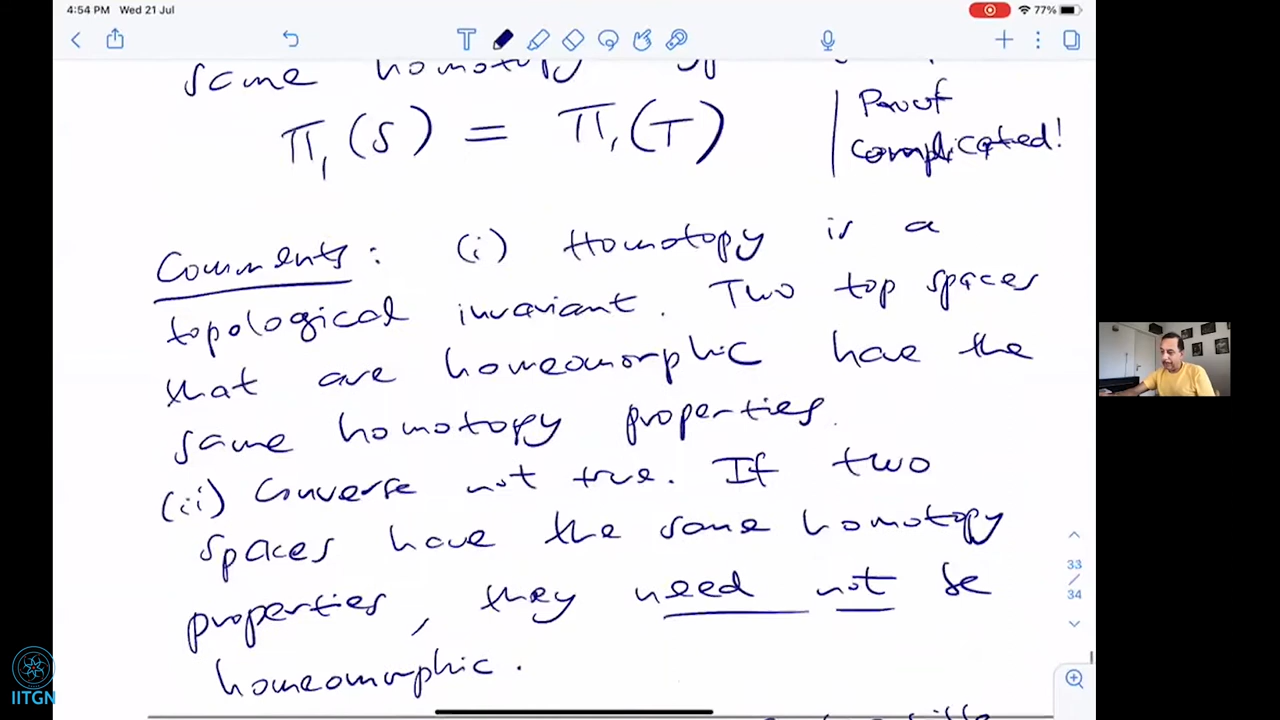 4:54 PM Wed 21 Jul
77%
same homotopy
π₁(S) = π₁(T)
Proof
complicated!
Comments: (i) Homotopy is a
topological invariant. Two top spaces
that are homeomorphic have the
same homotopy properties.
(ii) Converse not true. If two
spaces have the same homotopy
properties, they need not be
homeomorphic.
33
/
34
IITGN